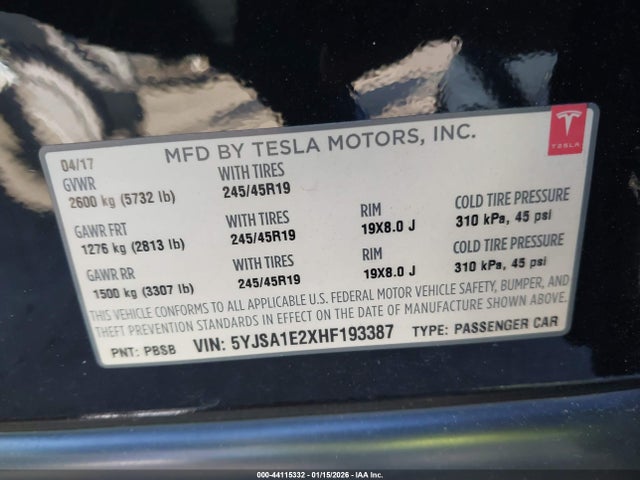 MFD BY TESLA MOTORS, INC.
TESLA
04/17
GVWR WITH TIRES
2600 kg (5732 lb) 245/45R19
GAWR FRT WITH TIRES RIM COLD TIRE PRESSURE
1276 kg (2813 lb) 245/45R19 19X8.0 J 310 kPa, 45 psi
GAWR RR WITH TIRES RIM COLD TIRE PRESSURE
1500 kg (3307 lb) 245/45R19 19X8.0 J 310 kPa, 45 psi
THIS VEHICLE CONFORMS TO ALL APPLICABLE U.S. FEDERAL MOTOR VEHICLE SAFETY, BUMPER, AND
THEFT PREVENTION STANDARDS IN EFFECT ON THE DATE OF MANUFACTURE SHOWN ABOVE.
PNT: PBSB VIN: 5YJSA1E2XHF193387 TYPE: PASSENGER CAR
000-44115332 - 01/15/2026 - IAA Inc.